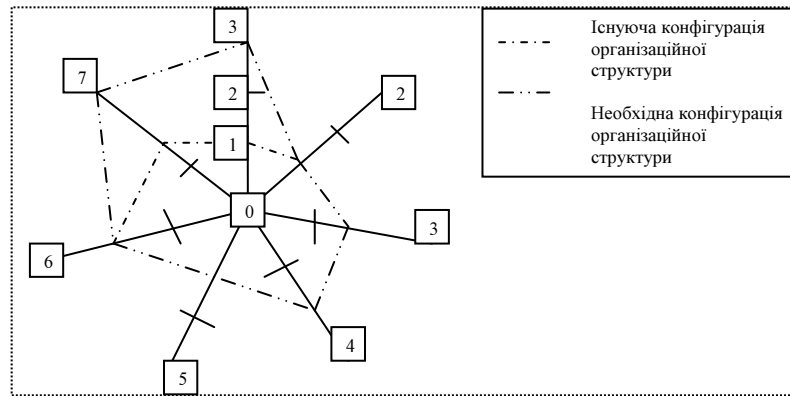 3
7
2
2
1
0
3
6
4
5
Існуюча конфігурація
організаційної
структури
Необхідна конфігурація
організаційної
структури